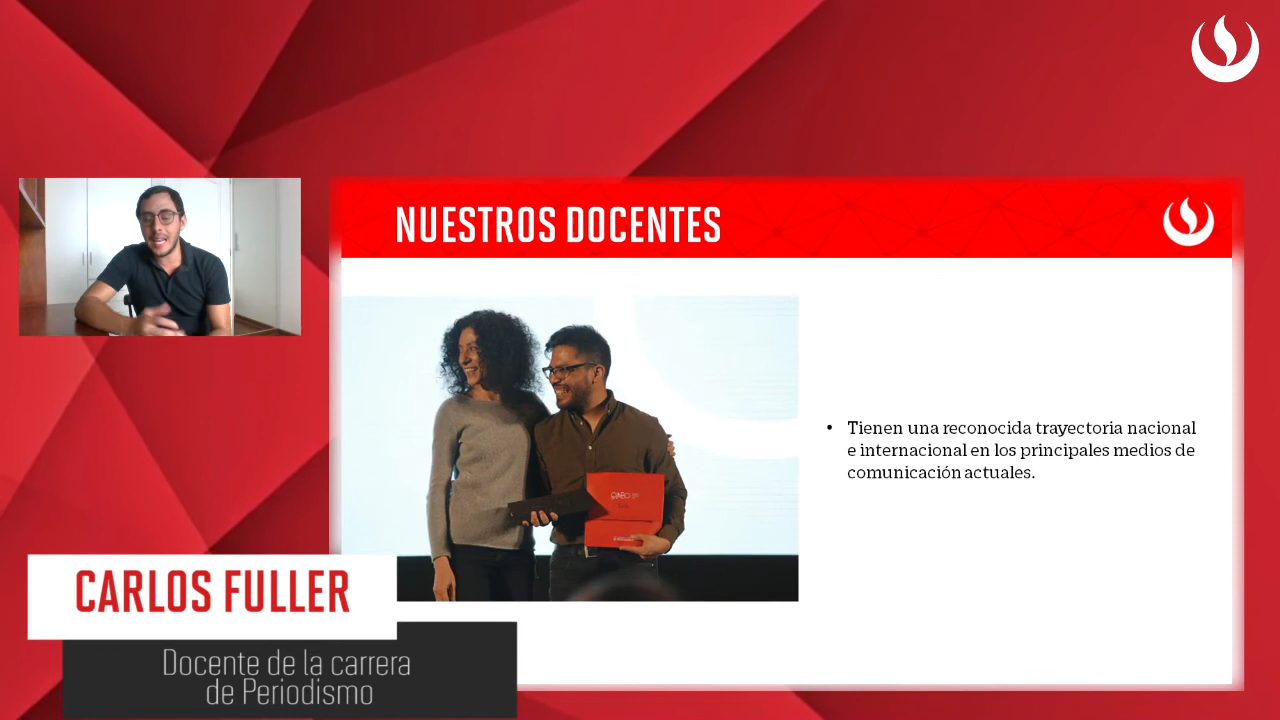 NUESTROS DOCENTES
• Tienen una reconocida trayectoria nacional
e internacional en los principales medios de
comunicación actuales.
CARLOS FULLER
Docente de la carrera
de Periodismo